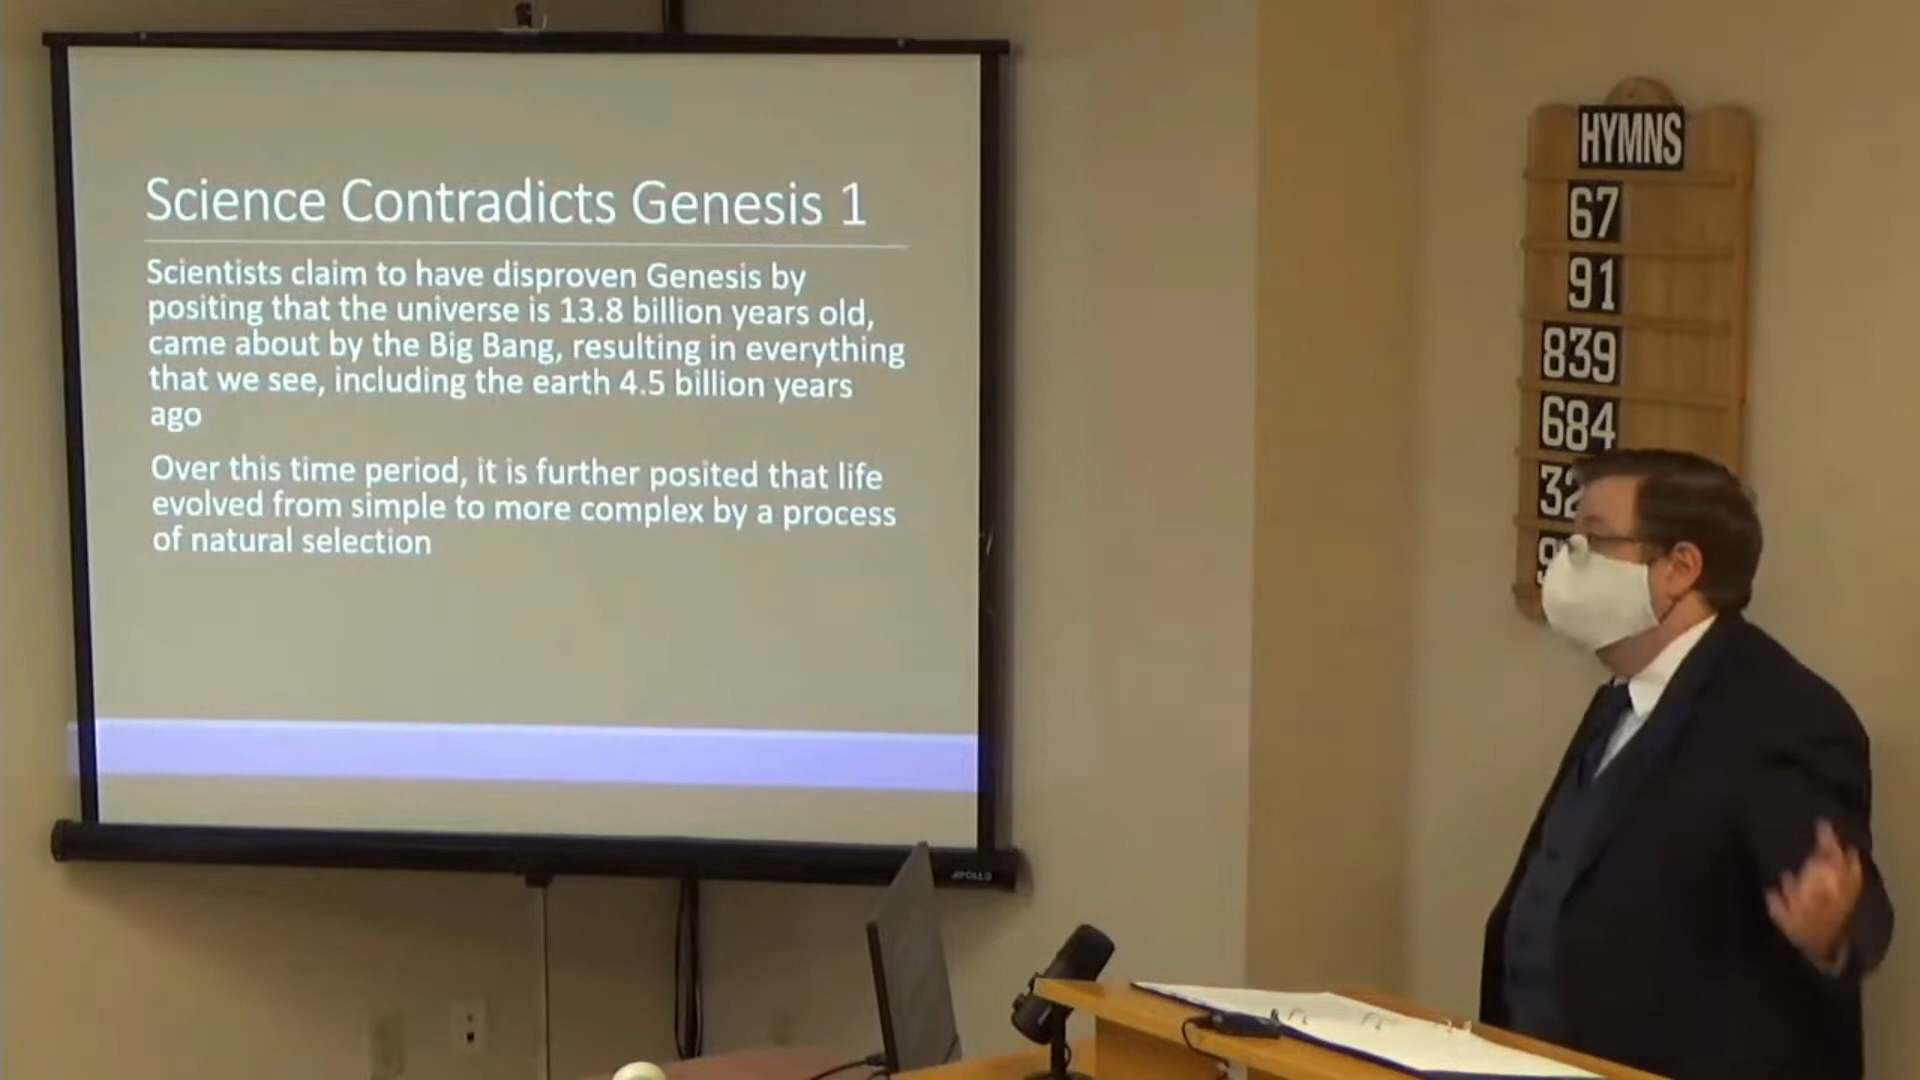 Science Contradicts Genesis 1
Scientists claim to have disproven Genesis by
positing that the universe is 13.8 billion years old,
came about by the Big Bang, resulting in everything
that we see, including the earth 4.5 billion years
ago
Over this time period, it is further posited that life
evolved from simple to more complex by a process
of natural selection
APOLLO
HYMNS
67
91
839
684